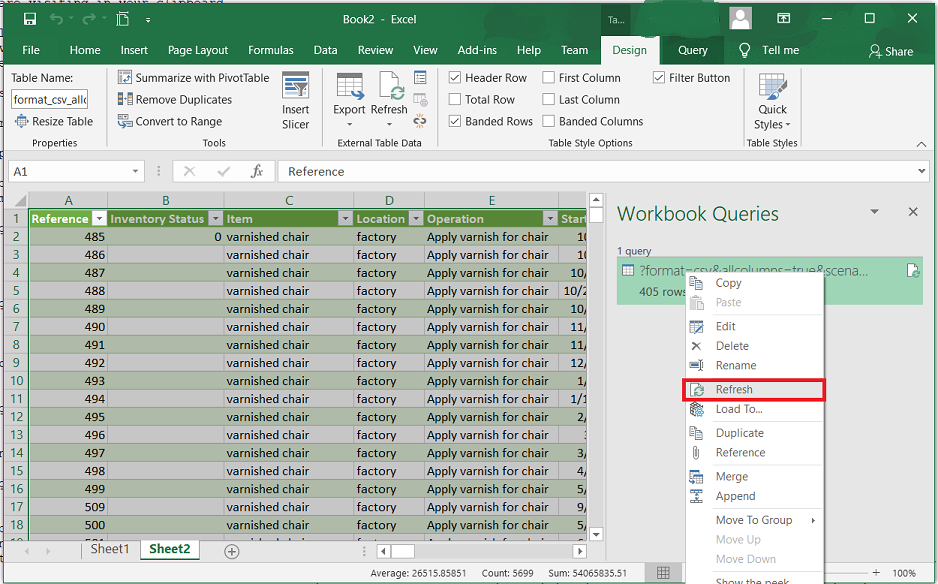 are visiting in your clipboard
Book2 - Excel
Ta...
File Home Insert Page Layout Formulas Data Review View Add-ins Help Team Design Query Tell me Share
Table Name:
format_csv_allc
Resize Table
Properties
Summarize with PivotTable
Remove Duplicates
Convert to Range
Tools
Insert
Slicer
Export
Refresh
External Table Data
Header Row First Column Filter Button
Total Row Last Column
Banded Rows Banded Columns
Table Style Options
Quick
Styles
Table Styles
A1 fx Reference
A B C D E
1 Reference Inventory Status Item Location Operation Start
2 485 0 varnished chair factory Apply varnish for chair 10
3 486 varnished chair factory Apply varnish for chair 10
4 487 varnished chair factory Apply varnish for chair 10/
5 488 varnished chair factory Apply varnish for chair 10/2
6 489 varnished chair factory Apply varnish for chair 10/
7 490 varnished chair factory Apply varnish for chair 11/
8 491 varnished chair factory Apply varnish for chair 11/
9 492 varnished chair factory Apply varnish for chair 12/
10 493 varnished chair factory Apply varnish for chair 1/
11 494 varnished chair factory Apply varnish for chair 1/1
12 495 varnished chair factory Apply varnish for chair 2/
13 496 varnished chair factory Apply varnish for chair 3
14 497 varnished chair factory Apply varnish for chair 3/
15 498 varnished chair factory Apply varnish for chair 4/
16 499 varnished chair factory Apply varnish for chair 5/
17 509 varnished chair factory Apply varnish for chair 9/
18 500 varnished chair factory Apply varnish for chair 5/
Sheet1 Sheet2
Workbook Queries
1 query
?format=csv&allcolumns=true&scena...
405 rows
Copy
Paste
Edit
Delete
Rename
Refresh
Load To...
Duplicate
Reference
Merge
Append
Move To Group
Move Up
Move Down
Show the peek
Average: 26515.85851 Count: 5699 Sum: 54065835.51
100%